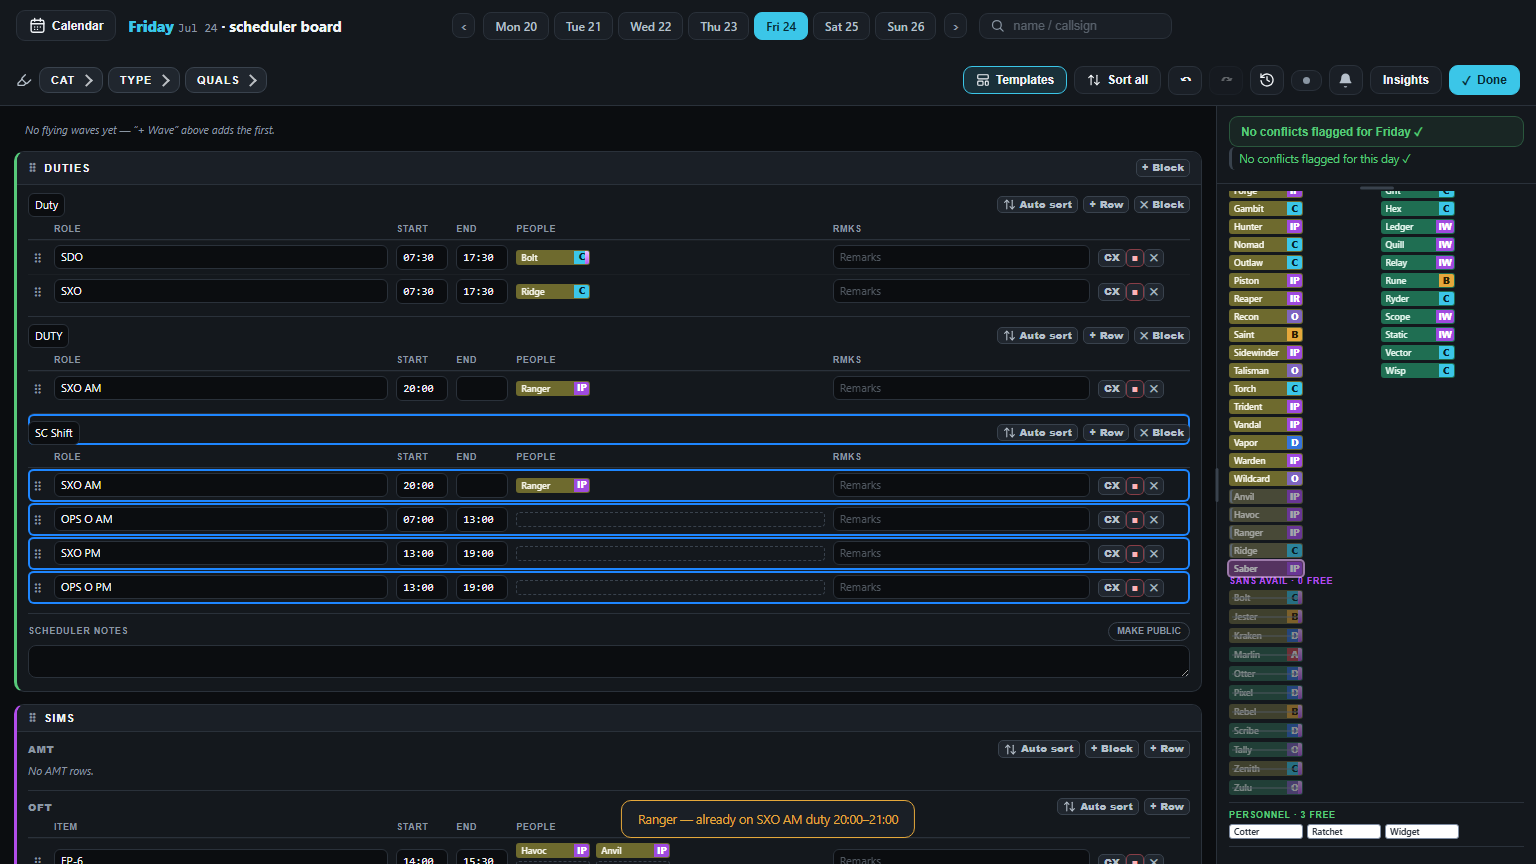 Calendar
Friday Jul 24 · scheduler board
‹ Mon 20 Tue 21 Wed 22 Thu 23 Fri 24 Sat 25 Sun 26 ›
name / callsign
CAT TYPE QUALS
Templates Sort all Insights ✓ Done
No flying waves yet — "+ Wave" above adds the first.
DUTIES
+ Block
Duty
Auto sort + Row ✕ Block
ROLE START END PEOPLE RMKS
SDO 07:30 17:30 Bolt C Remarks CX ✕
SXO 07:30 17:30 Ridge C Remarks CX ✕
DUTY
Auto sort + Row ✕ Block
ROLE START END PEOPLE RMKS
SXO AM 20:00 Ranger IP Remarks CX ✕
SC Shift
Auto sort + Row ✕ Block
ROLE START END PEOPLE RMKS
SXO AM 20:00 Ranger IP Remarks CX ✕
OPS O AM 07:00 13:00 Remarks CX ✕
SXO PM 13:00 19:00 Remarks CX ✕
OPS O PM 13:00 19:00 Remarks CX ✕
SCHEDULER NOTES
MAKE PUBLIC
SIMS
AMT
Auto sort + Block + Row
No AMT rows.
OFT
Auto sort + Row
ITEM START END PEOPLE
Havoc IP Anvil IP
EP-6 14:00 15:30 Remarks CX ✕
Ranger — already on SXO AM duty 20:00–21:00
No conflicts flagged for Friday ✓
No conflicts flagged for this day ✓
Forge IP
Gambit C
Hunter IP
Nomad C
Outlaw C
Piston IP
Reaper IR
Recon O
Saint B
Sidewinder IP
Talisman O
Torch C
Trident IP
Vandal IP
Vapor D
Warden IP
Wildcard O
Anvil IP
Havoc IP
Ranger IP
Ridge C
Saber IP
Grit C
Hex C
Ledger IW
Quill IW
Relay IW
Rune B
Ryder C
Scope IW
Static IW
Vector C
Wisp C
SANS AVAIL · 0 FREE
Bolt C
Jester B
Kraken D
Marlin A
Otter D
Pixel D
Rebel B
Scribe D
Tally O
Zenith C
Zulu O
PERSONNEL · 3 FREE
Cotter Ratchet Widget